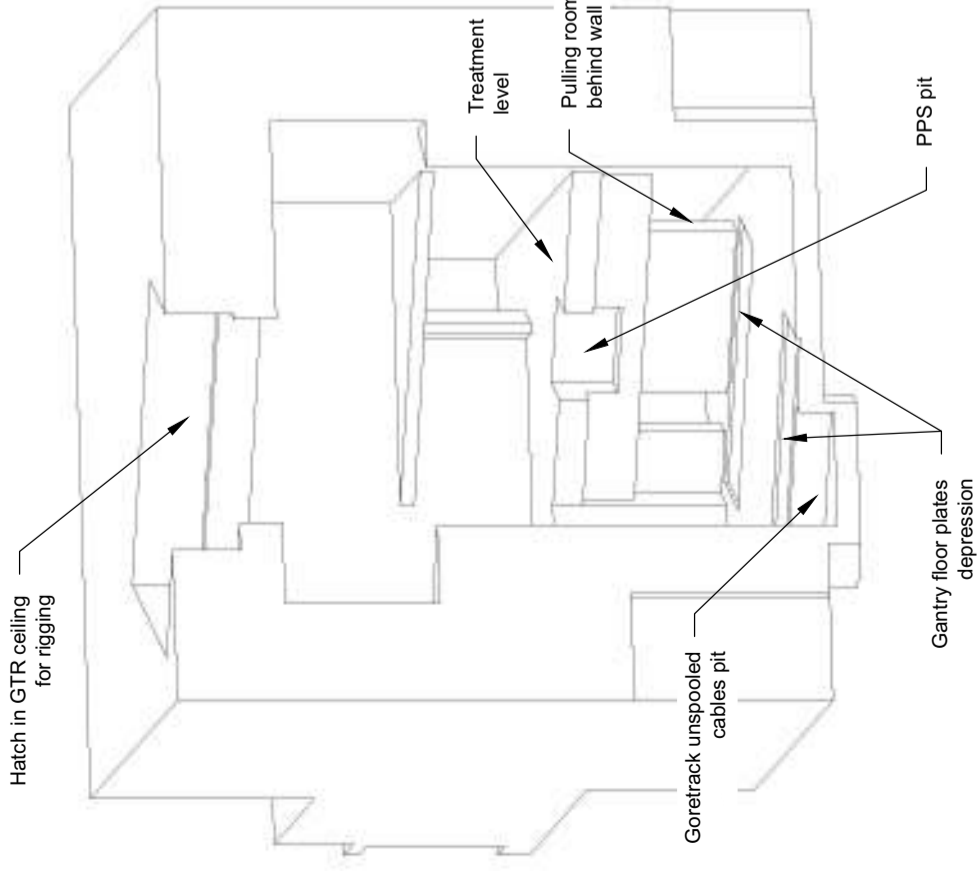 Hatch in GTR ceiling
for rigging
Treatment
level
Pulling room
behind wall
PPS pit
Goretrack unspooled
cables pit
Gantry floor plates
depression